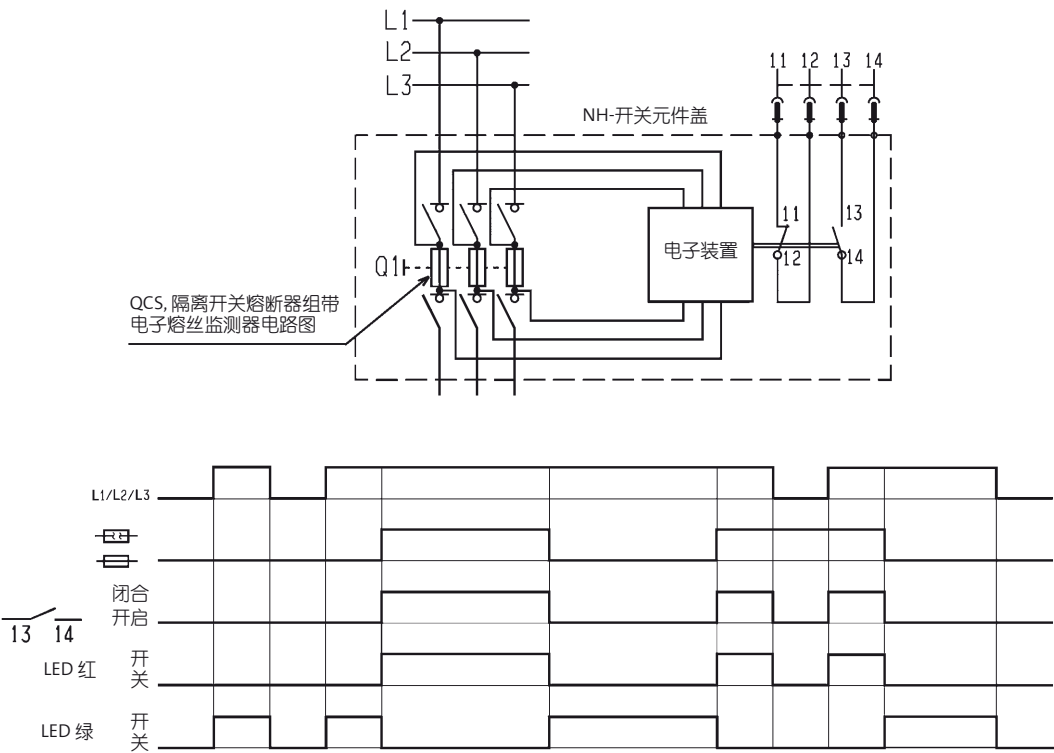 L1
L2
L3
11 12 13 14
NH-开关元件盖
11
13
电子装置
12
14
Q1
QCS, 隔离开关熔断器组带
电子熔丝监测器电路图
L1/L2/L3
闭合
开启
13 14
LED 红
开
关
LED 绿
开
关